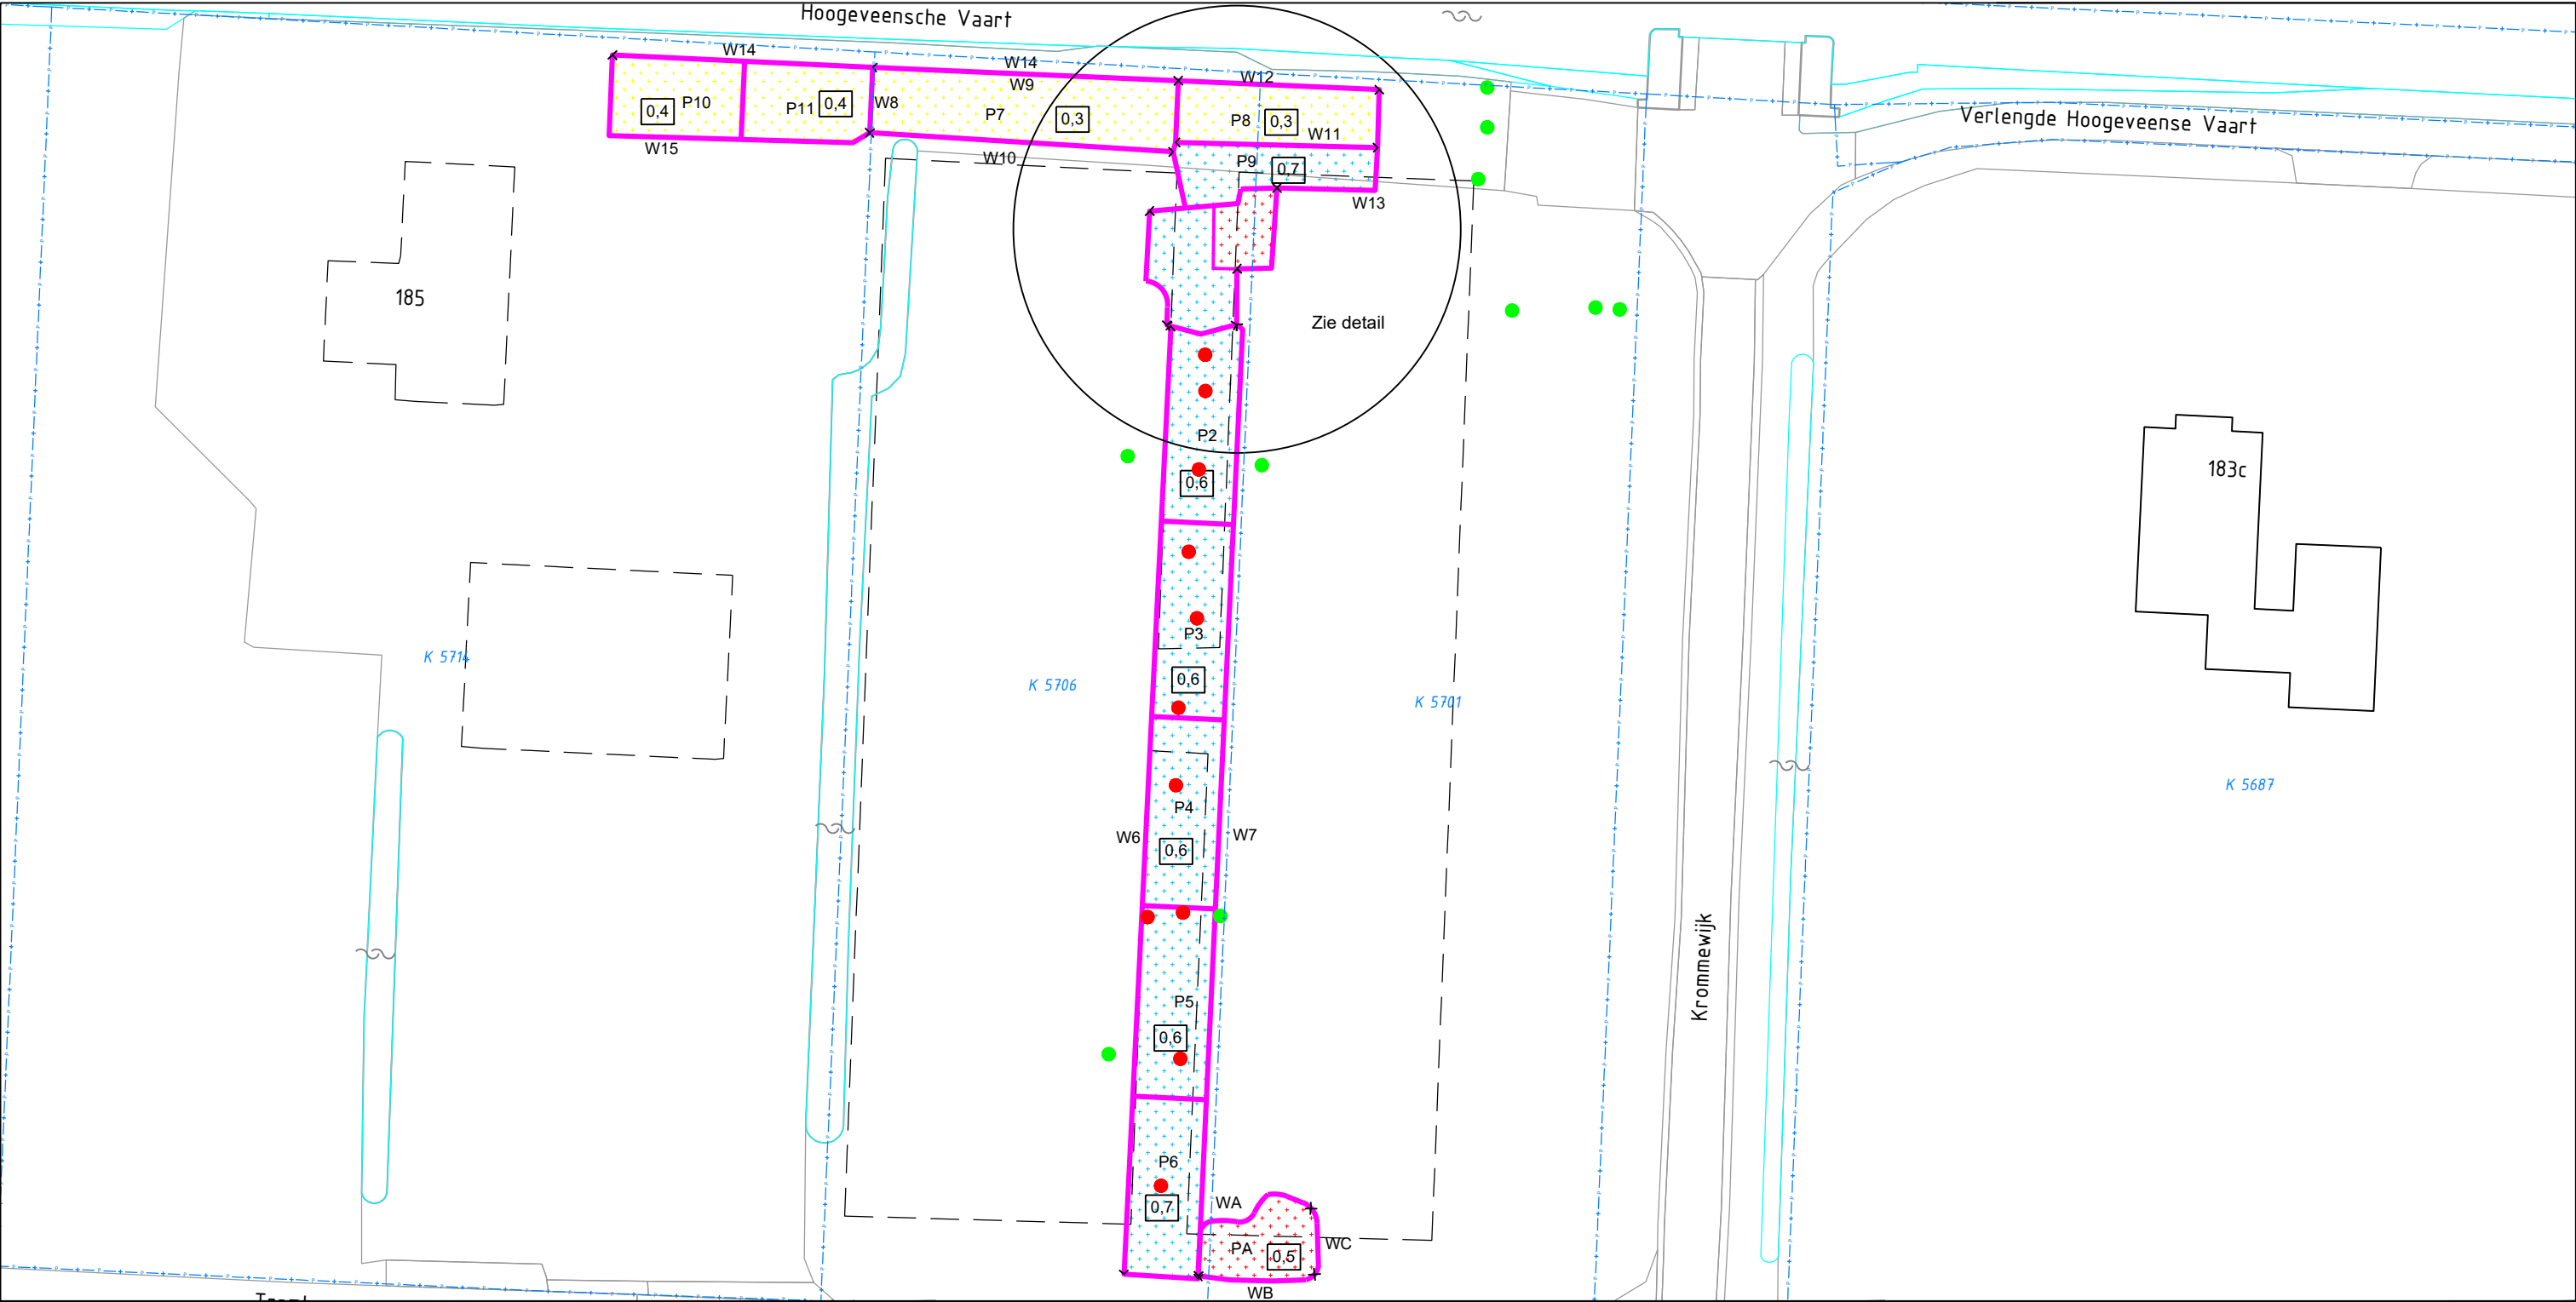 Hoogeveensche Vaart
W14
W14
W9
W12
P10
0,4
P11
0,4
W8
P7
0,3
P8
0,3
W11
Verlengde Hoogeveense Vaart
W15
W10
P9
0,7
W13
185
Zie detail
P2
0,6
183c
P3
0,6
K 5714
K 5706
K 5701
K 5687
P4
W6
W7
0,6
Krommewijk
P5
0,6
P6
0,7
WA
PA
0,5
WC
WB